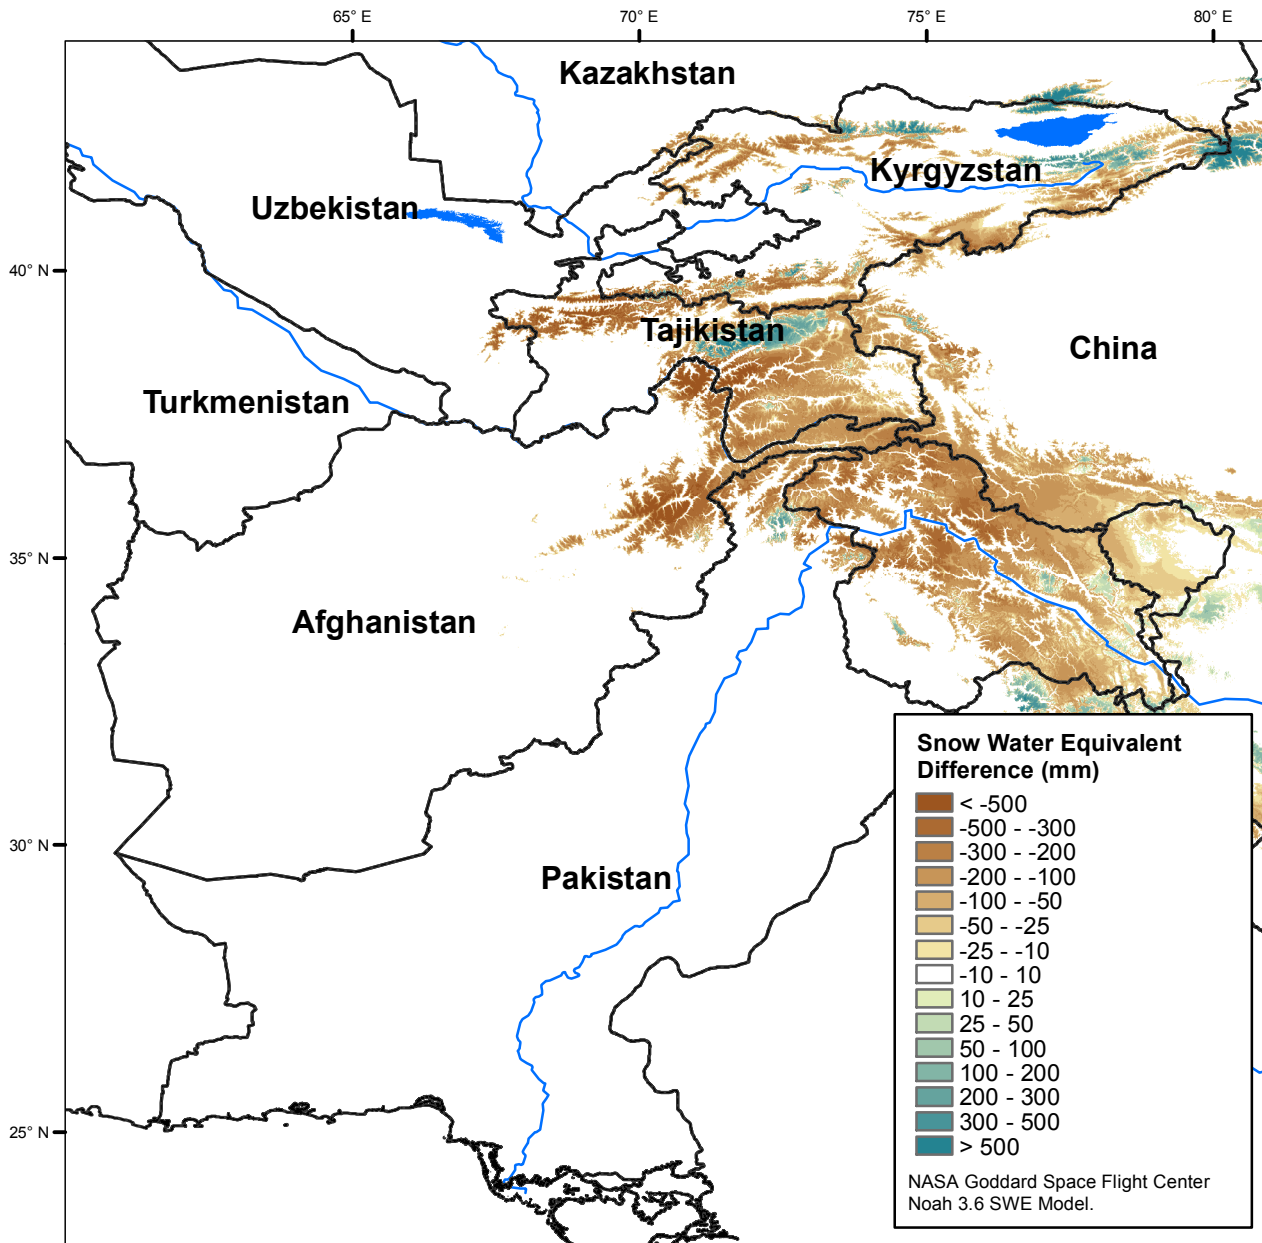 65° E
70° E
75° E
80° E
Kazakhstan
Kyrgyzstan
Uzbekistan
40° N
Tajikistan
China
Turkmenistan
35° N
Afghanistan
Snow Water Equivalent
Difference (mm)
< -500
-500 - -300
-300 - -200
-200 - -100
-100 - -50
-50 - -25
-25 - -10
-10 - 10
10 - 25
25 - 50
50 - 100
100 - 200
200 - 300
300 - 500
> 500
NASA Goddard Space Flight Center
Noah 3.6 SWE Model.
30° N
Pakistan
25° N